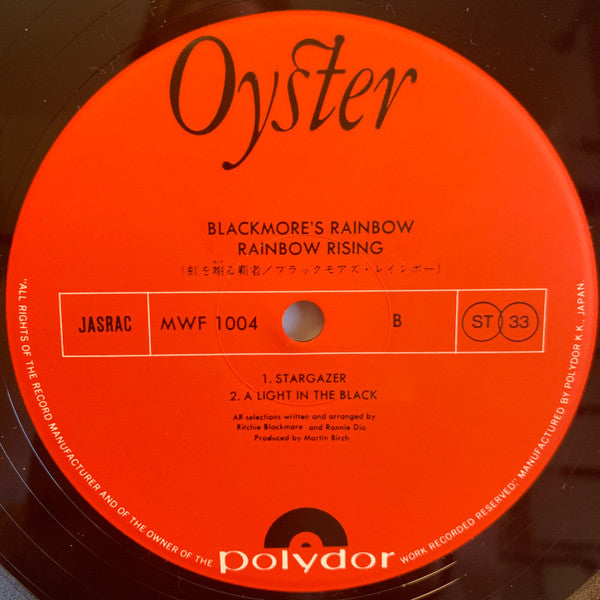 Oyster
BLACKMORE'S RAINBOW
RAINBOW RISING
(虹を翔る覇者/ブラックモアズ・レインボー)
JASRAC MWF 1004 B ST 33
1. STARGAZER
2. A LIGHT IN THE BLACK
All selections written and arranged by
Ritchie Blackmore and Ronnie Dio
Produced by Martin Birch
"ALL RIGHTS OF THE RECORD MANUFACTURER AND OF THE OWNER OF THE WORK RECORDED RESERVED." MANUFACTURED BY POLYDOR K.K., JAPAN
polydor